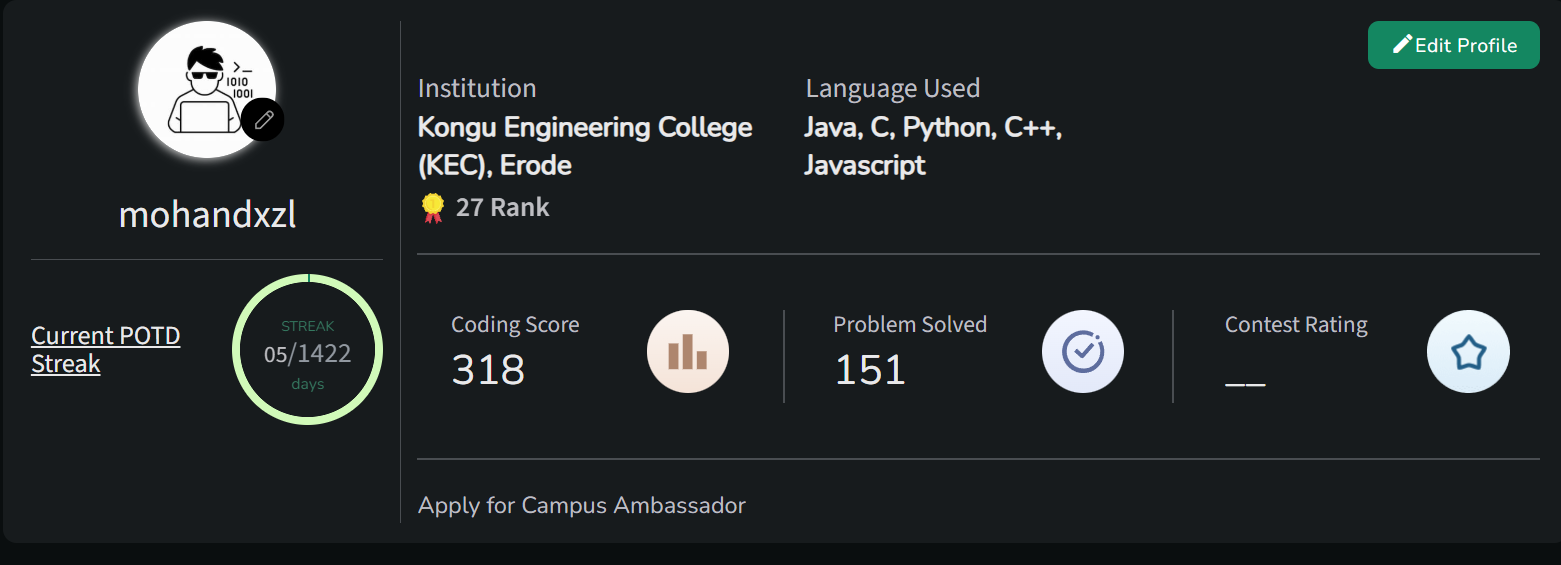 >_
1010
1001
mohandxzl
Current POTD
Streak
STREAK
05/1422
days
Edit Profile
Institution
Kongu Engineering College
(KEC), Erode
27 Rank
Language Used
Java, C, Python, C++,
Javascript
Coding Score
318
Problem Solved
151
Contest Rating
__
Apply for Campus Ambassador